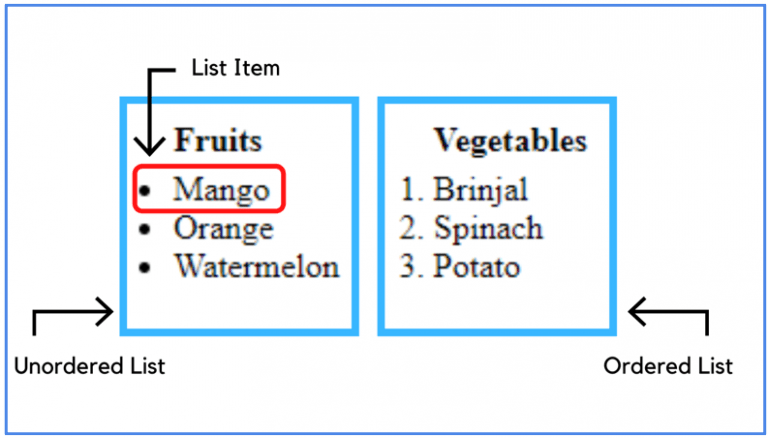 List Item
Fruits
• Mango
• Orange
• Watermelon
Vegetables
1. Brinjal
2. Spinach
3. Potato
Unordered List
Ordered List